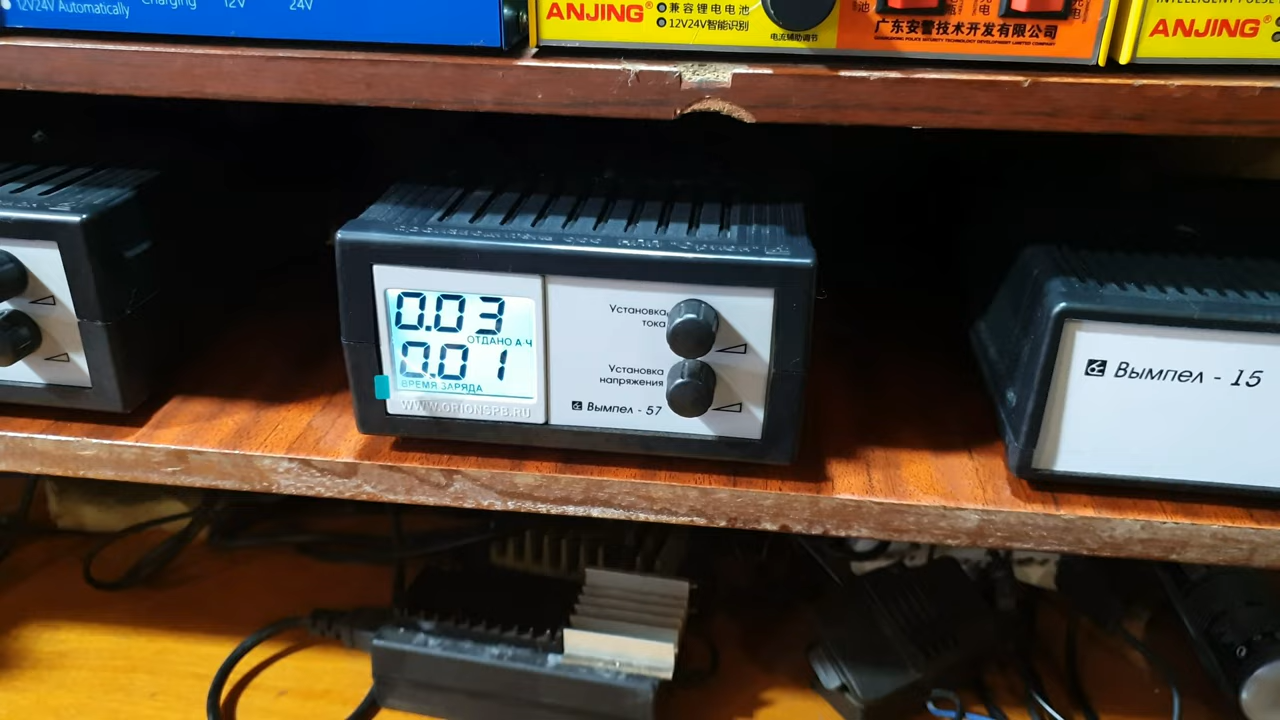 12V24V Automatically
Charging
12V
24V
ANJING®
兼容锂电电池
12V24V智能识别
电流辅助调节
广东安警技术开发有限公司
ANJING®
0.03
ОТДАНО А·Ч
0.01
ВРЕМЯ ЗАРЯДА
WWW.ORIONSPB.RU
Установка
тока
Установка
напряжения
Вымпел - 57
Вымпел - 15